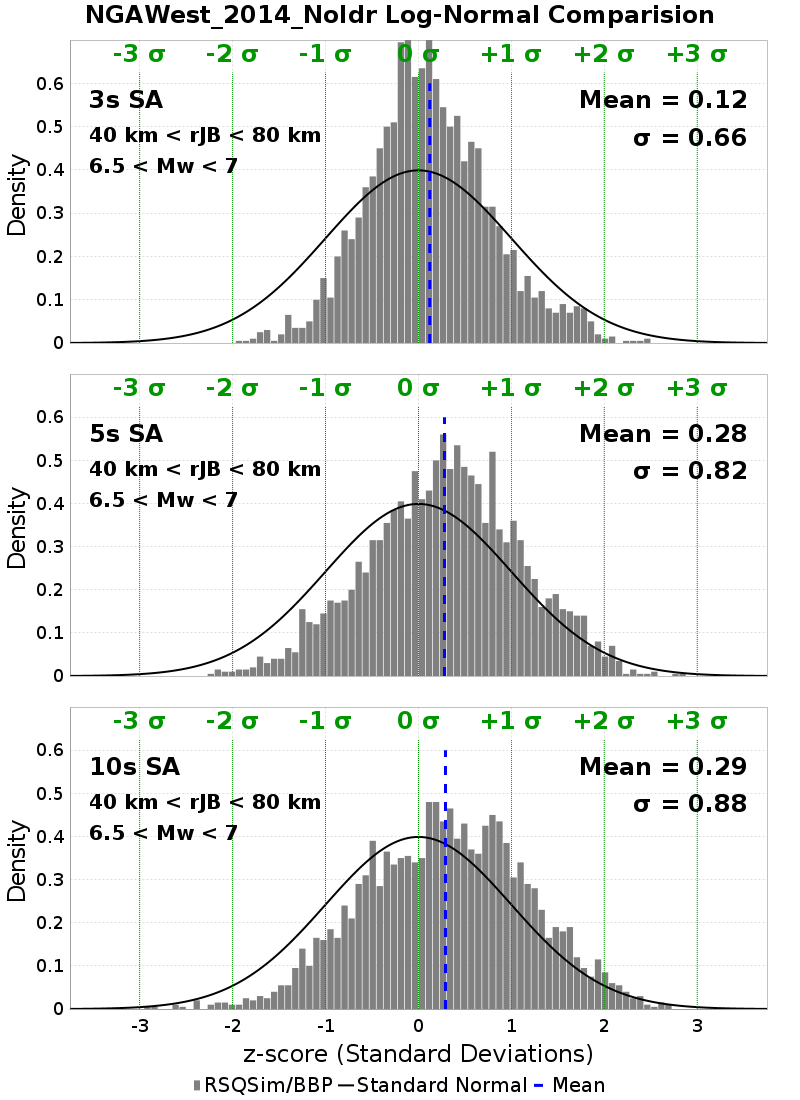 NGAWest_2014_NoIdr Log-Normal Comparision
-3 σ -2 σ -1 σ 0 σ +1 σ +2 σ +3 σ
3s SA
Mean = 0.12
40 km < rJB < 80 km
σ = 0.66
6.5 < Mw < 7
Density
0.6
0.5
0.4
0.3
0.2
0.1
0
-3 σ -2 σ -1 σ 0 σ +1 σ +2 σ +3 σ
5s SA
Mean = 0.28
40 km < rJB < 80 km
σ = 0.82
6.5 < Mw < 7
Density
0.6
0.5
0.4
0.3
0.2
0.1
0
-3 σ -2 σ -1 σ 0 σ +1 σ +2 σ +3 σ
10s SA
Mean = 0.29
40 km < rJB < 80 km
σ = 0.88
6.5 < Mw < 7
Density
0.6
0.5
0.4
0.3
0.2
0.1
0
-3 -2 -1 0 1 2 3
z-score (Standard Deviations)
RSQSim/BBP Standard Normal Mean